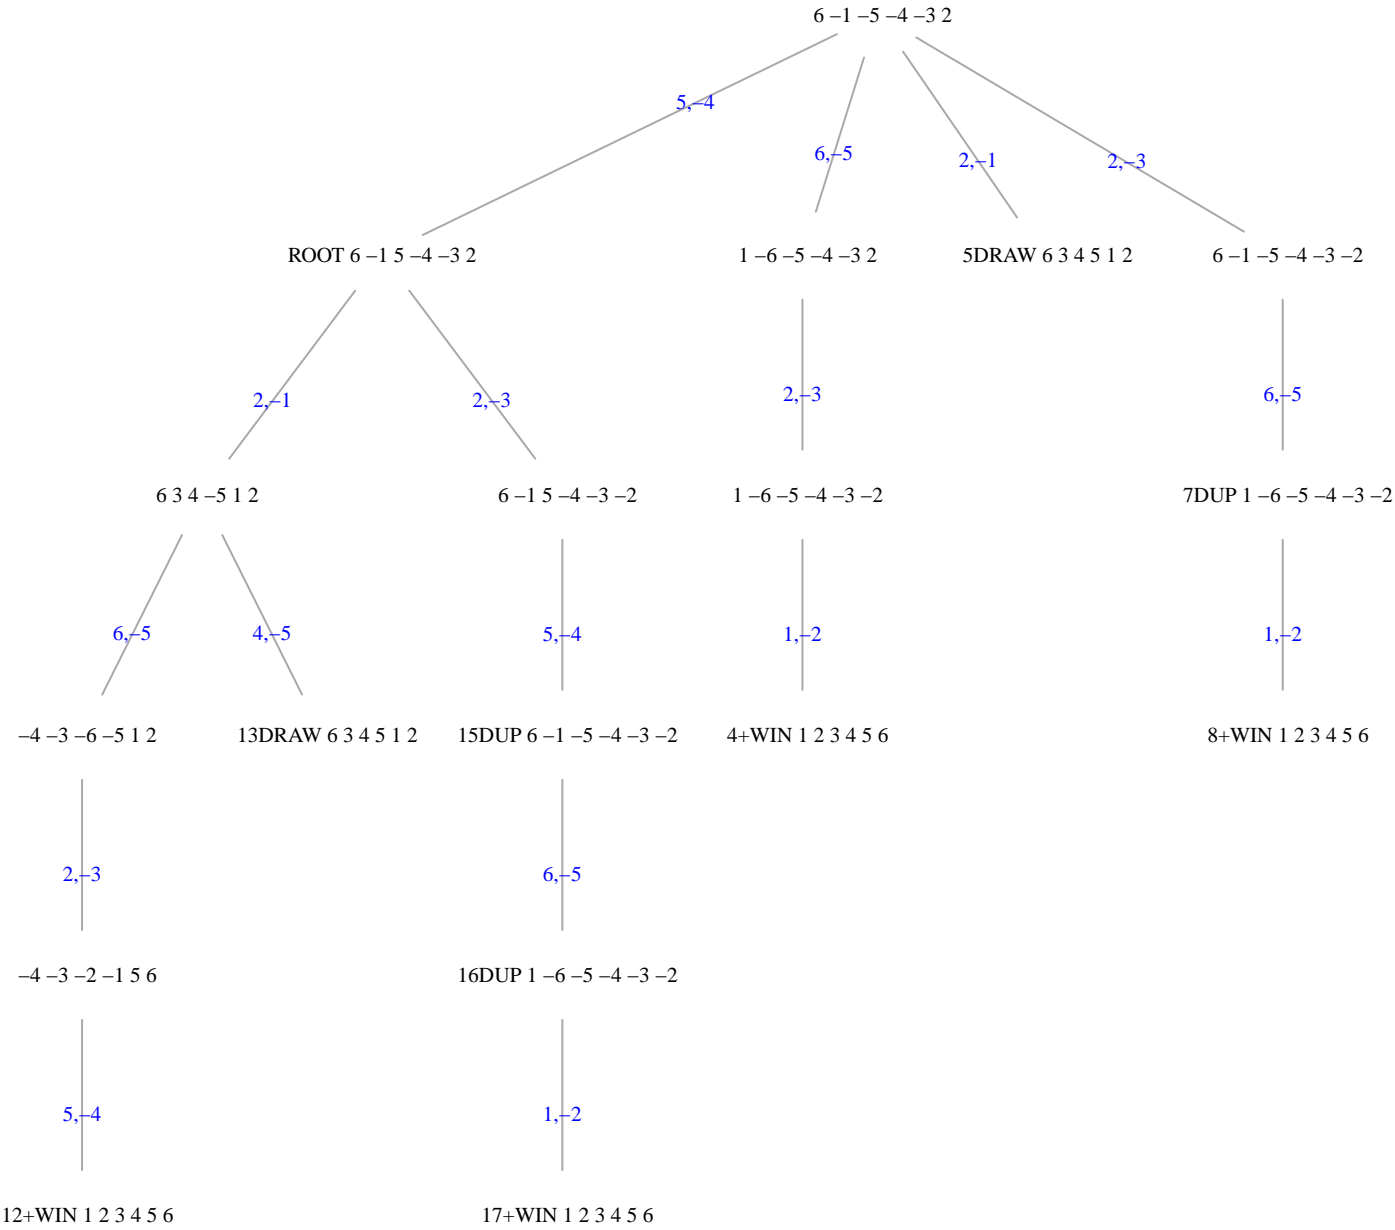 6 –1 –5 –4 –3 2
5,–4
6,–5
2,–1
2,–3
ROOT 6 –1 5 –4 –3 2
1 –6 –5 –4 –3 2
5DRAW 6 3 4 5 1 2
6 –1 –5 –4 –3 –2
2,–1
2,–3
2,–3
6,–5
6 3 4 –5 1 2
6 –1 5 –4 –3 –2
1 –6 –5 –4 –3 –2
7DUP 1 –6 –5 –4 –3 –2
6,–5
4,–5
5,–4
1,–2
1,–2
–4 –3 –6 –5 1 2
13DRAW 6 3 4 5 1 2
15DUP 6 –1 –5 –4 –3 –2
4+WIN 1 2 3 4 5 6
8+WIN 1 2 3 4 5 6
2,–3
6,–5
–4 –3 –2 –1 5 6
16DUP 1 –6 –5 –4 –3 –2
5,–4
1,–2
12+WIN 1 2 3 4 5 6
17+WIN 1 2 3 4 5 6